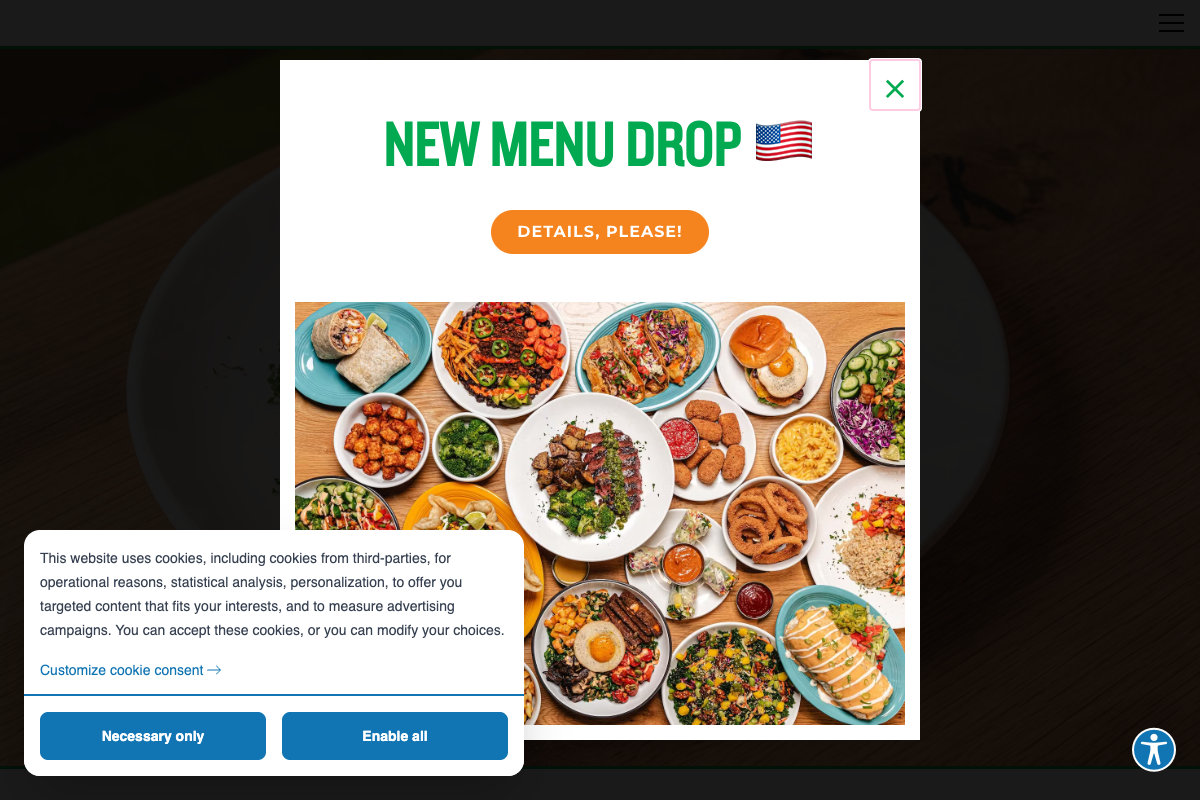 NEW MENU DROP 🇺🇸
DETAILS, PLEASE!
This website uses cookies, including cookies from third-parties, for
operational reasons, statistical analysis, personalization, to offer you
targeted content that fits your interests, and to measure advertising
campaigns. You can accept these cookies, or you can modify your choices.
Customize cookie consent →
Necessary only
Enable all